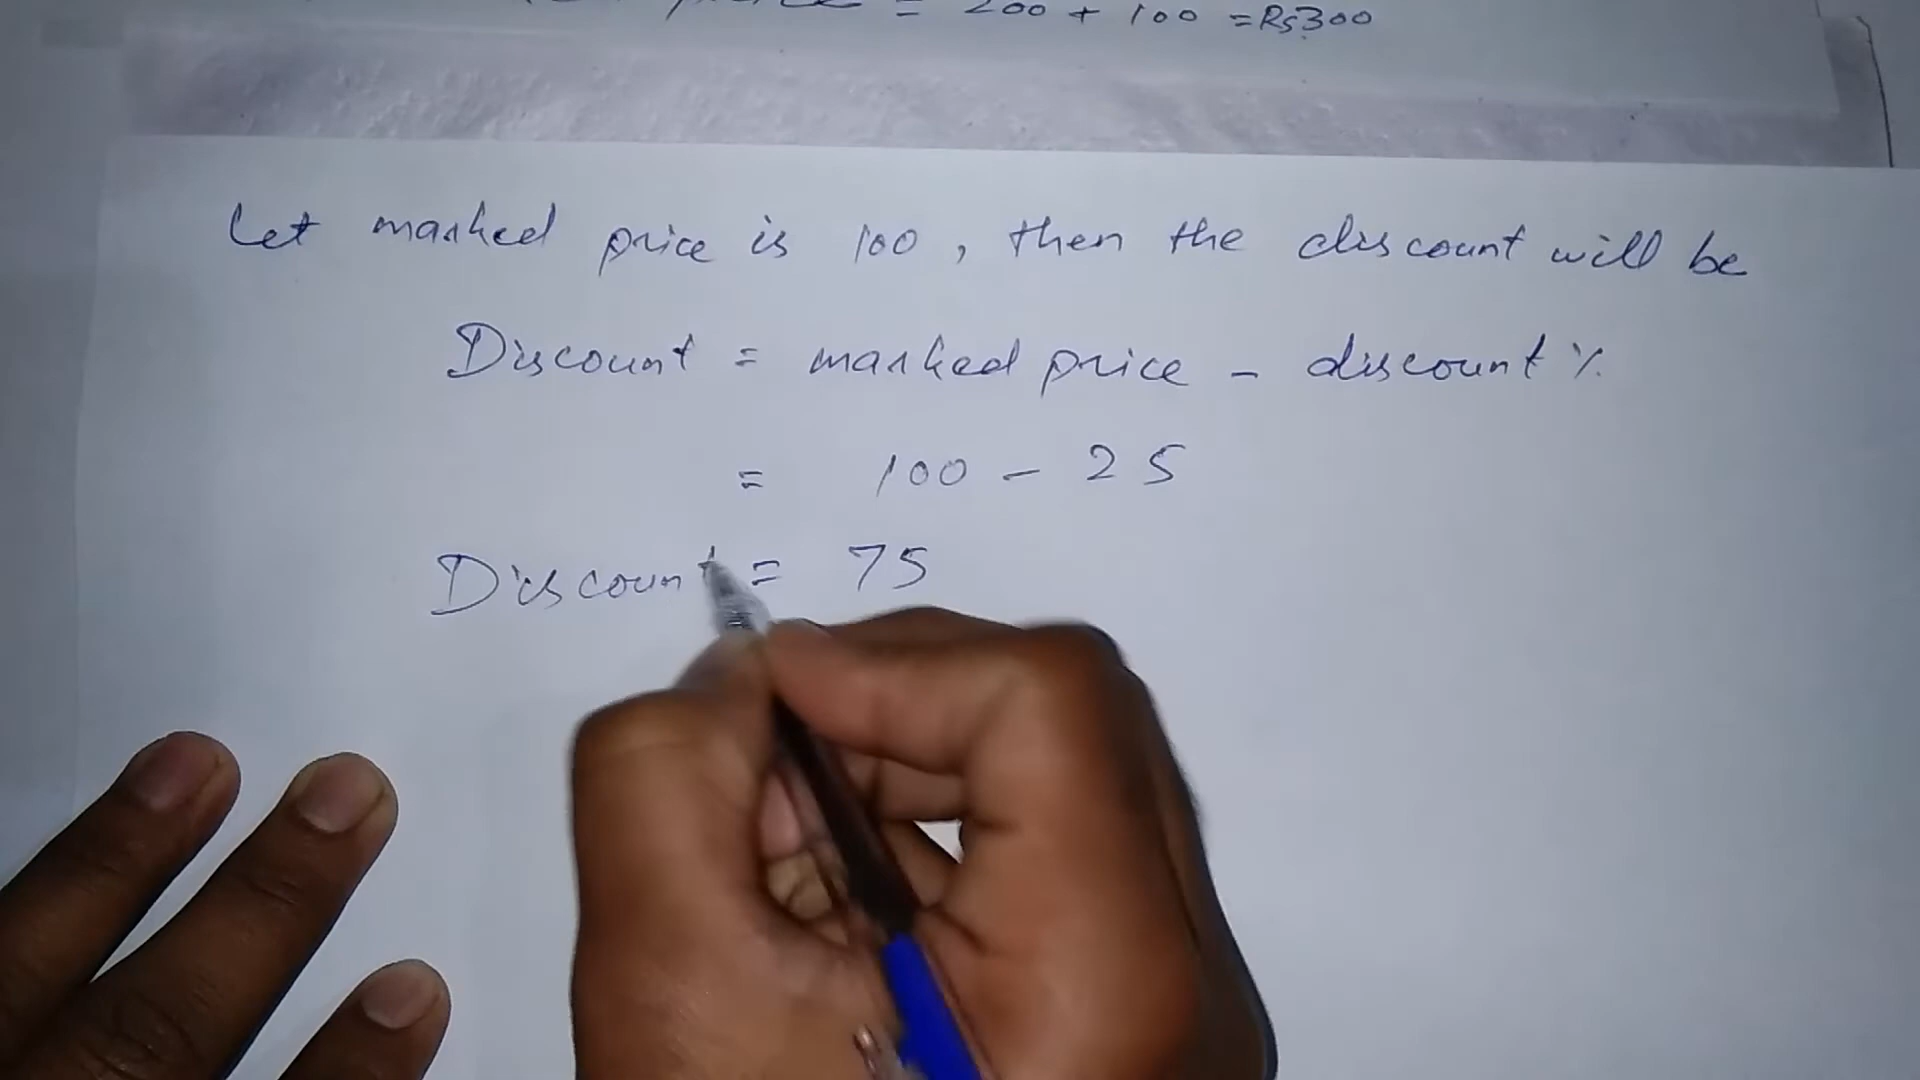 price = 200 + 100 = Rs300
Let marked price is 100, then the discount will be
Discount = marked price - discount %
= 100 - 25
Discount = 75